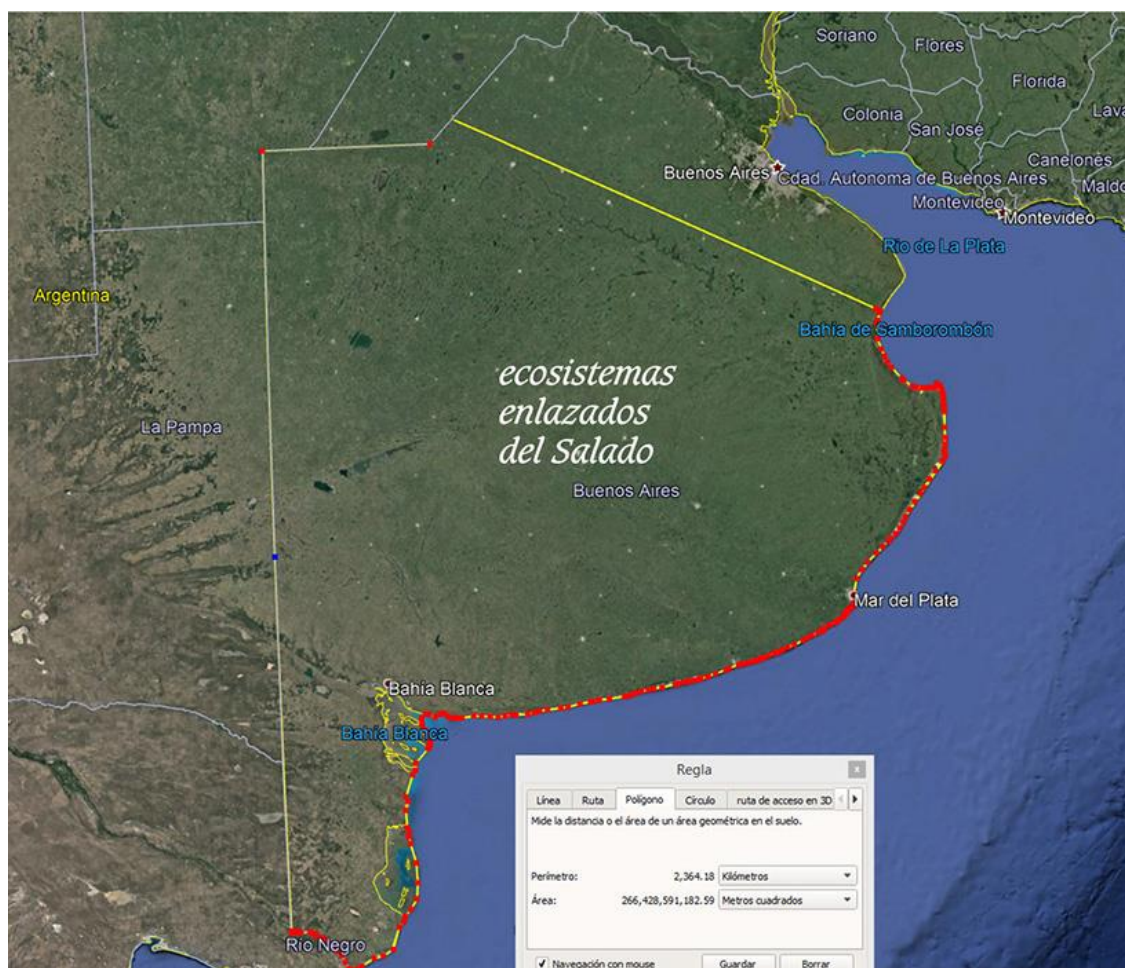 Soriano
Flores
Florida
Colonia
San José
Lava
Canelones
Maldo
Buenos Aires
Cdad. Autonoma de Buenos Aires
Montevideo
Montevideo
Rio de La Plata
Argentina
Bahía de Samborombón
ecosistemas
enlazados
del Salado
La Pampa
Buenos Aires
Mar del Plata
Bahía Blanca
Bahía Blanca
Río Negro
Regla
x
Línea Ruta Polígono Círculo ruta de acceso en 3D
Mide la distancia o el área de un área geométrica en el suelo.
Perímetro: 2,364.18 Kilómetros
Área: 266,428,591,182.59 Metros cuadrados
Navegación con mouse Guardar Borrar